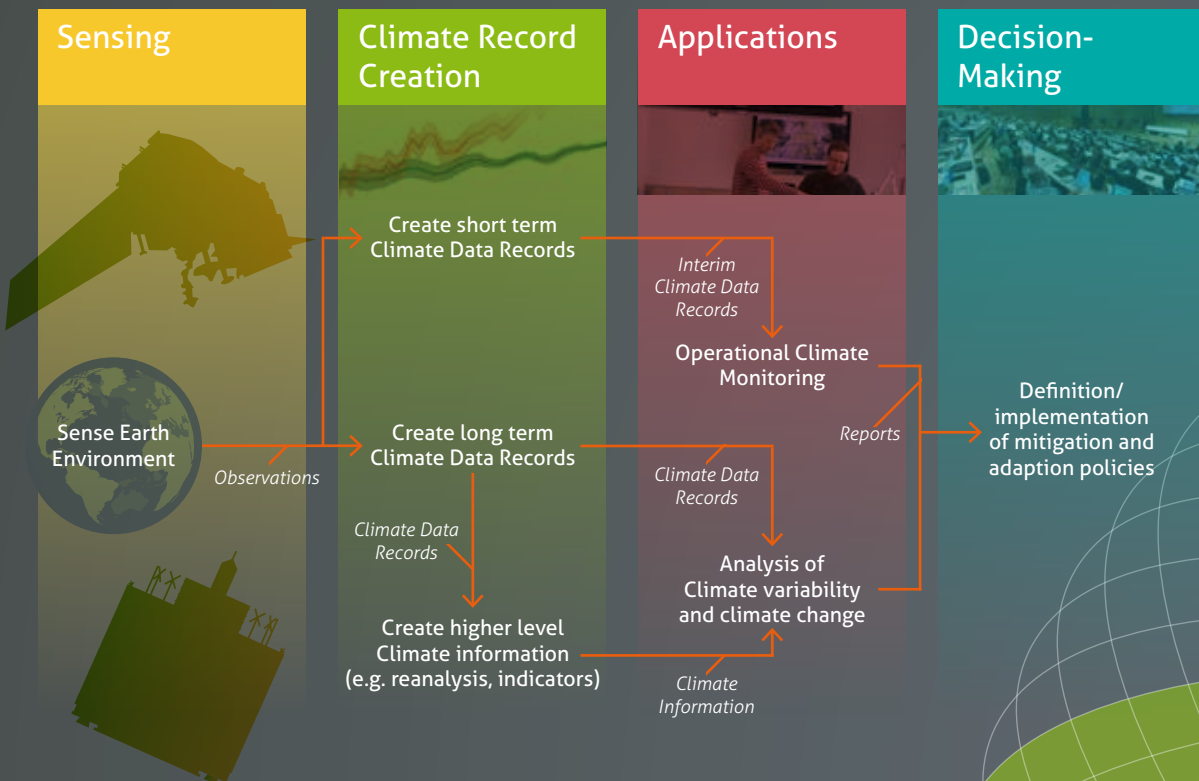 Sensing
Climate Record
Creation
Applications
Decision-
Making
Sense Earth
Environment
Observations
Create short term
Climate Data Records
Create long term
Climate Data Records
Climate Data
Records
Create higher level
Climate information
(e.g. reanalysis, indicators)
Interim
Climate Data
Records
Operational Climate
Monitoring
Climate Data
Records
Analysis of
Climate variability
and climate change
Climate
Information
Reports
Definition/
implementation
of mitigation and
adaption policies